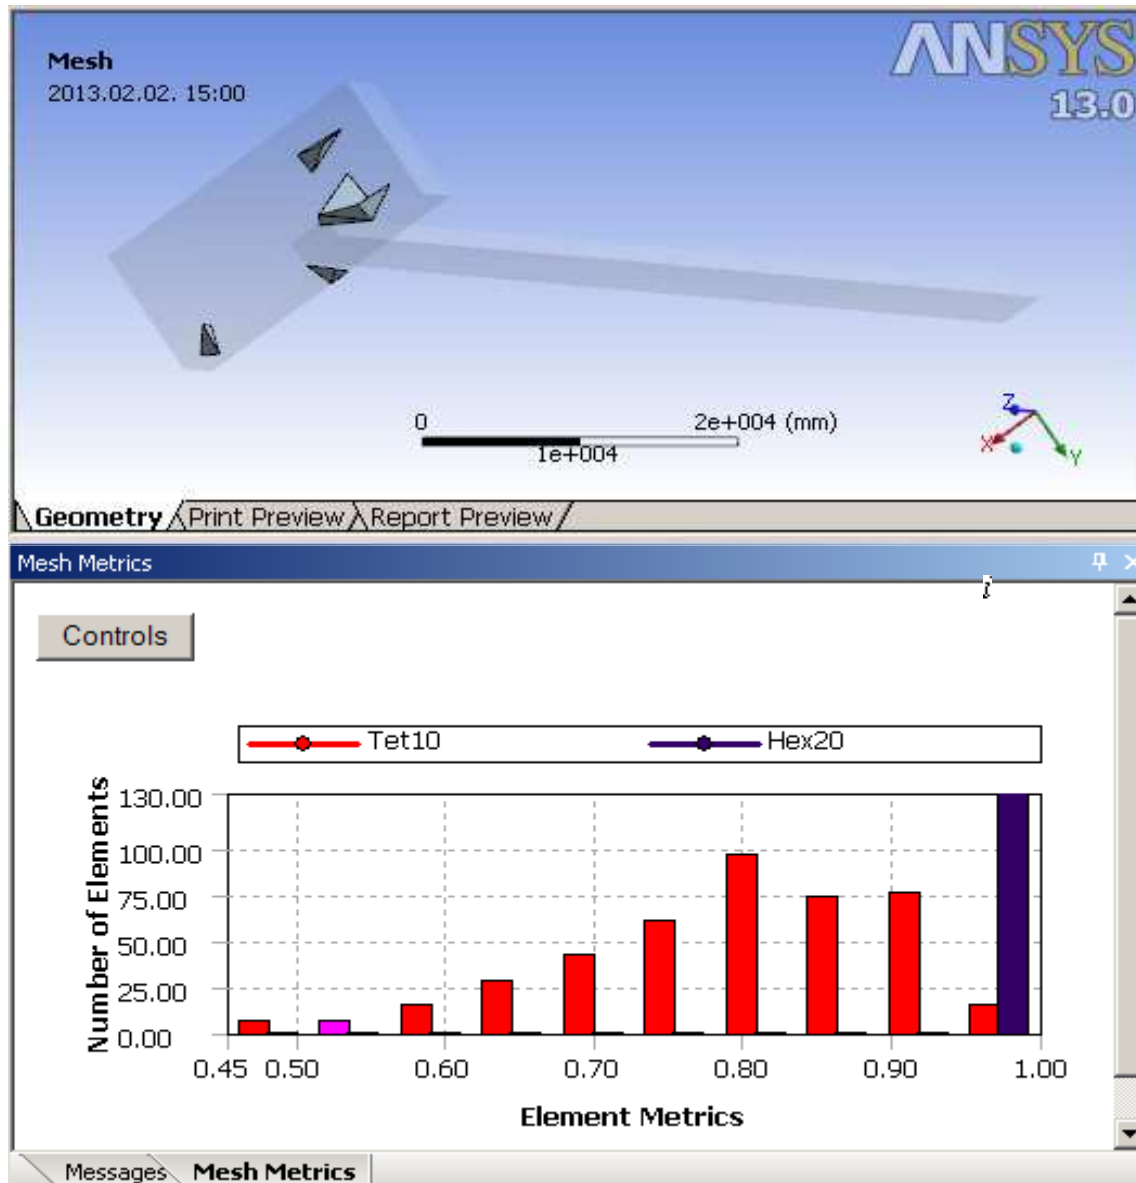 Mesh
2013.02.02. 15:00
ANSYS
13.0
0
2e+004 (mm)
1e+004
Z
X
Y
Geometry
Print Preview
Report Preview
Mesh Metrics
Controls
Tet10
Hex20
Number of Elements
130.00
100.00
75.00
50.00
25.00
0.00
0.45 0.50 0.60 0.70 0.80 0.90 1.00
Element Metrics
Messages
Mesh Metrics